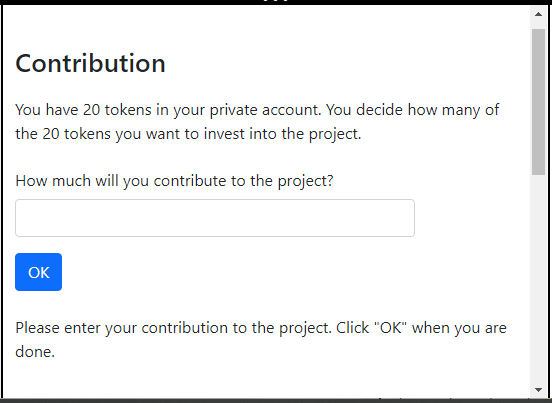 Contribution
You have 20 tokens in your private account. You decide how many of
the 20 tokens you want to invest into the project.
How much will you contribute to the project?
OK
Please enter your contribution to the project. Click "OK" when you are
done.